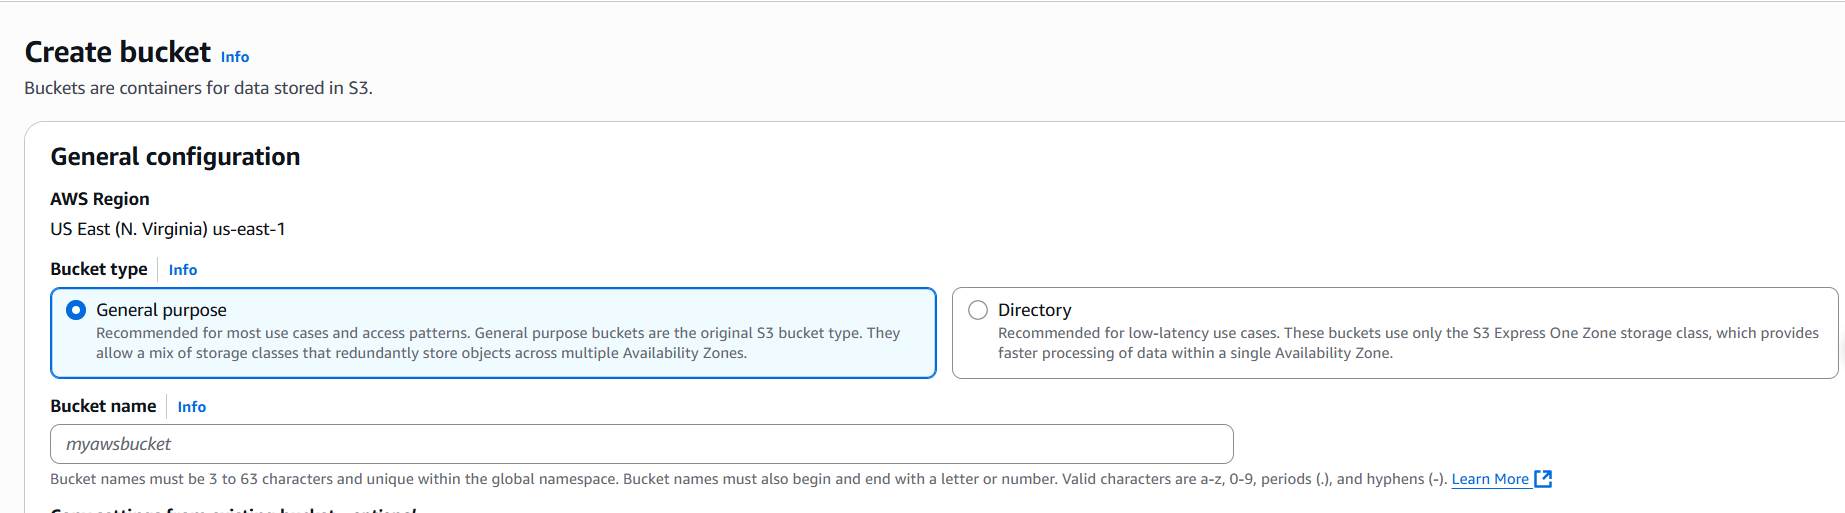 Create bucket Info
Buckets are containers for data stored in S3.
General configuration
AWS Region
US East (N. Virginia) us-east-1
Bucket type Info
General purpose
Recommended for most use cases and access patterns. General purpose buckets are the original S3 bucket type. They
allow a mix of storage classes that redundantly store objects across multiple Availability Zones.
Directory
Recommended for low-latency use cases. These buckets use only the S3 Express One Zone storage class, which provides
faster processing of data within a single Availability Zone.
Bucket name Info
myawsbucket
Bucket names must be 3 to 63 characters and unique within the global namespace. Bucket names must also begin and end with a letter or number. Valid characters are a-z, 0-9, periods (.), and hyphens (-). Learn More
Copy settings from existing bucket - optional